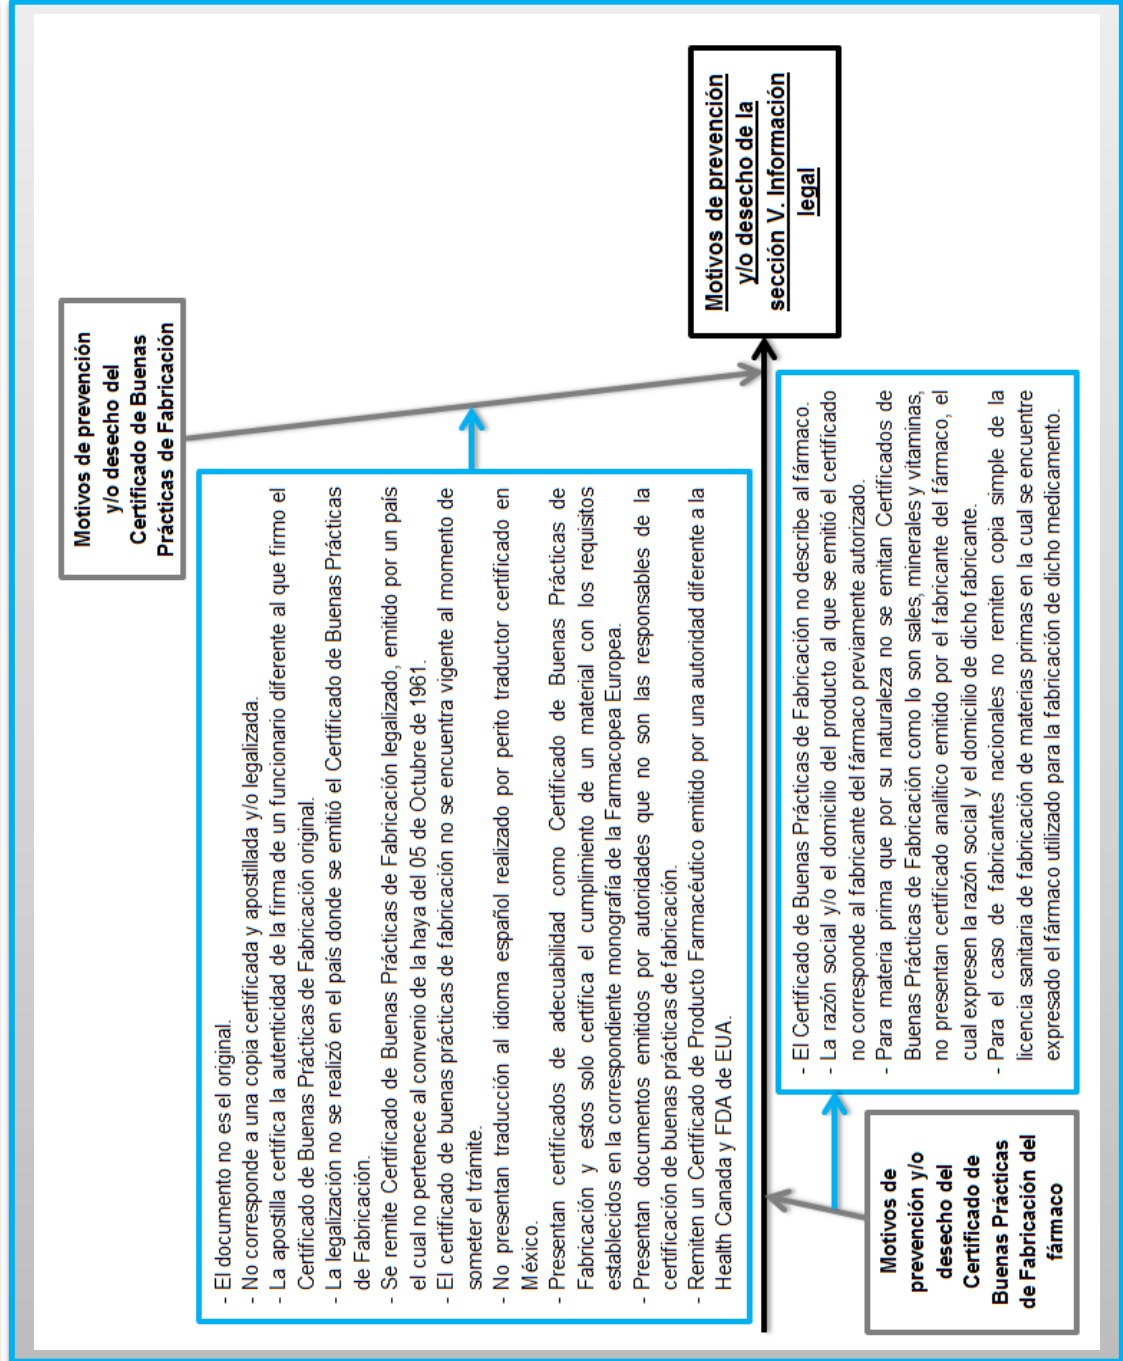 Motivos de prevención
y/o desecho del
Certificado de Buenas
Prácticas de Fabricación
- El documento no es el original.
- No corresponde a una copia certificada y apostillada y/o legalizada.
- La apostilla certifica la autenticidad de la firma de un funcionario diferente al que firmo el
Certificado de Buenas Prácticas de Fabricación original.
- La legalización no se realizó en el país donde se emitió el Certificado de Buenas Prácticas
de Fabricación.
- Se remite Certificado de Buenas Prácticas de Fabricación legalizado, emitido por un país
el cual no pertenece al convenio de la haya del 05 de Octubre de 1961.
- El certificado de buenas prácticas de fabricación no se encuentra vigente al momento de
someter el trámite.
- No presentan traducción al idioma español realizado por perito traductor certificado en
México.
- Presentan certificados de adecuabilidad como Certificado de Buenas Prácticas de
Fabricación y estos solo certifica el cumplimiento de un material con los requisitos
establecidos en la correspondiente monografía de la Farmacopea Europea.
- Presentan documentos emitidos por autoridades que no son las responsables de la
certificación de buenas prácticas de fabricación.
- Remiten un Certificado de Producto Farmacéutico emitido por una autoridad diferente a la
Health Canada y FDA de EUA.
Motivos de prevención
y/o desecho de la
sección V. Información
legal
- El Certificado de Buenas Prácticas de Fabricación no describe al fármaco.
- La razón social y/o el domicilio del producto al que se emitió el certificado
no corresponde al fabricante del fármaco previamente autorizado.
- Para materia prima que por su naturaleza no se emitan Certificados de
Buenas Prácticas de Fabricación como lo son sales, minerales y vitaminas,
no presentan certificado analítico emitido por el fabricante del fármaco, el
cual expresen la razón social y el domicilio de dicho fabricante.
- Para el caso de fabricantes nacionales no remiten copia simple de la
licencia sanitaria de fabricación de materias primas en la cual se encuentre
expresado el fármaco utilizado para la fabricación de dicho medicamento.
Motivos de
prevención y/o
desecho del
Certificado de
Buenas Prácticas
de Fabricación del
fármaco